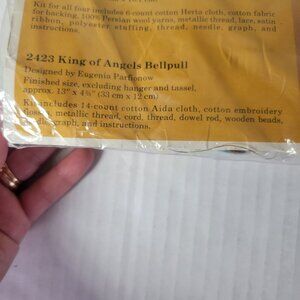 Kit for all four includes 6-count cotton Herta cloth, cotton fabric
for backing, 100% Persian wool yarns, metallic thread, lace, satin
ribbon, polyester stuffing, thread, needle, graph, and
instructions.
2423 King of Angels Bellpull
Designed by Eugenia Parfionow
Finished size, excluding hanger and tassel,
approx. 13" x 4¾" (33 cm x 12 cm)
Kit includes 14-count cotton Aida cloth, cotton embroidery
flosses, metallic thread, cord, thread, dowel rod, wooden beads,
needle, graph, and instructions.